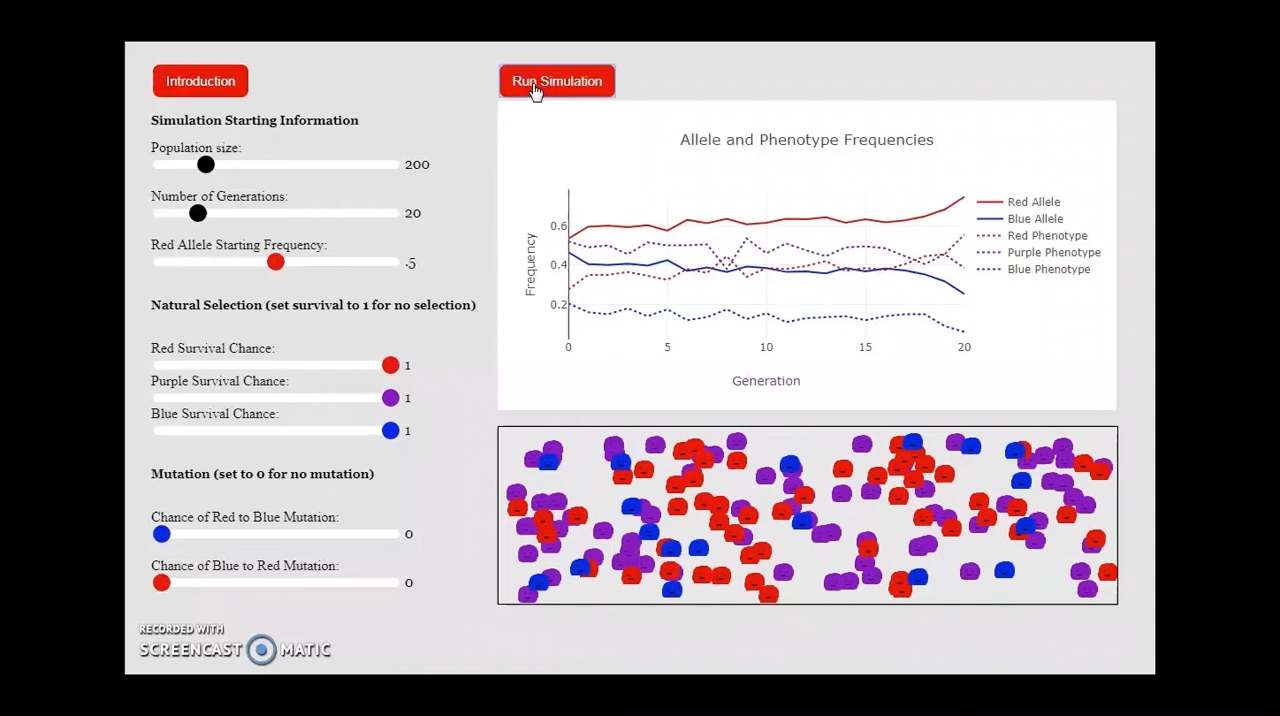 Introduction
Run Simulation
Simulation Starting Information
Population size:
200
Number of Generations:
20
Red Allele Starting Frequency:
.5
Natural Selection (set survival to 1 for no selection)
Red Survival Chance:
1
Purple Survival Chance:
1
Blue Survival Chance:
1
Mutation (set to 0 for no mutation)
Chance of Red to Blue Mutation:
0
Chance of Blue to Red Mutation:
0
RECORDED WITH
SCREENCAST MATIC
Allele and Phenotype Frequencies
Frequency
0.6
0.4
0.2
0 5 10 15 20
Generation
Red Allele
Blue Allele
Red Phenotype
Purple Phenotype
Blue Phenotype